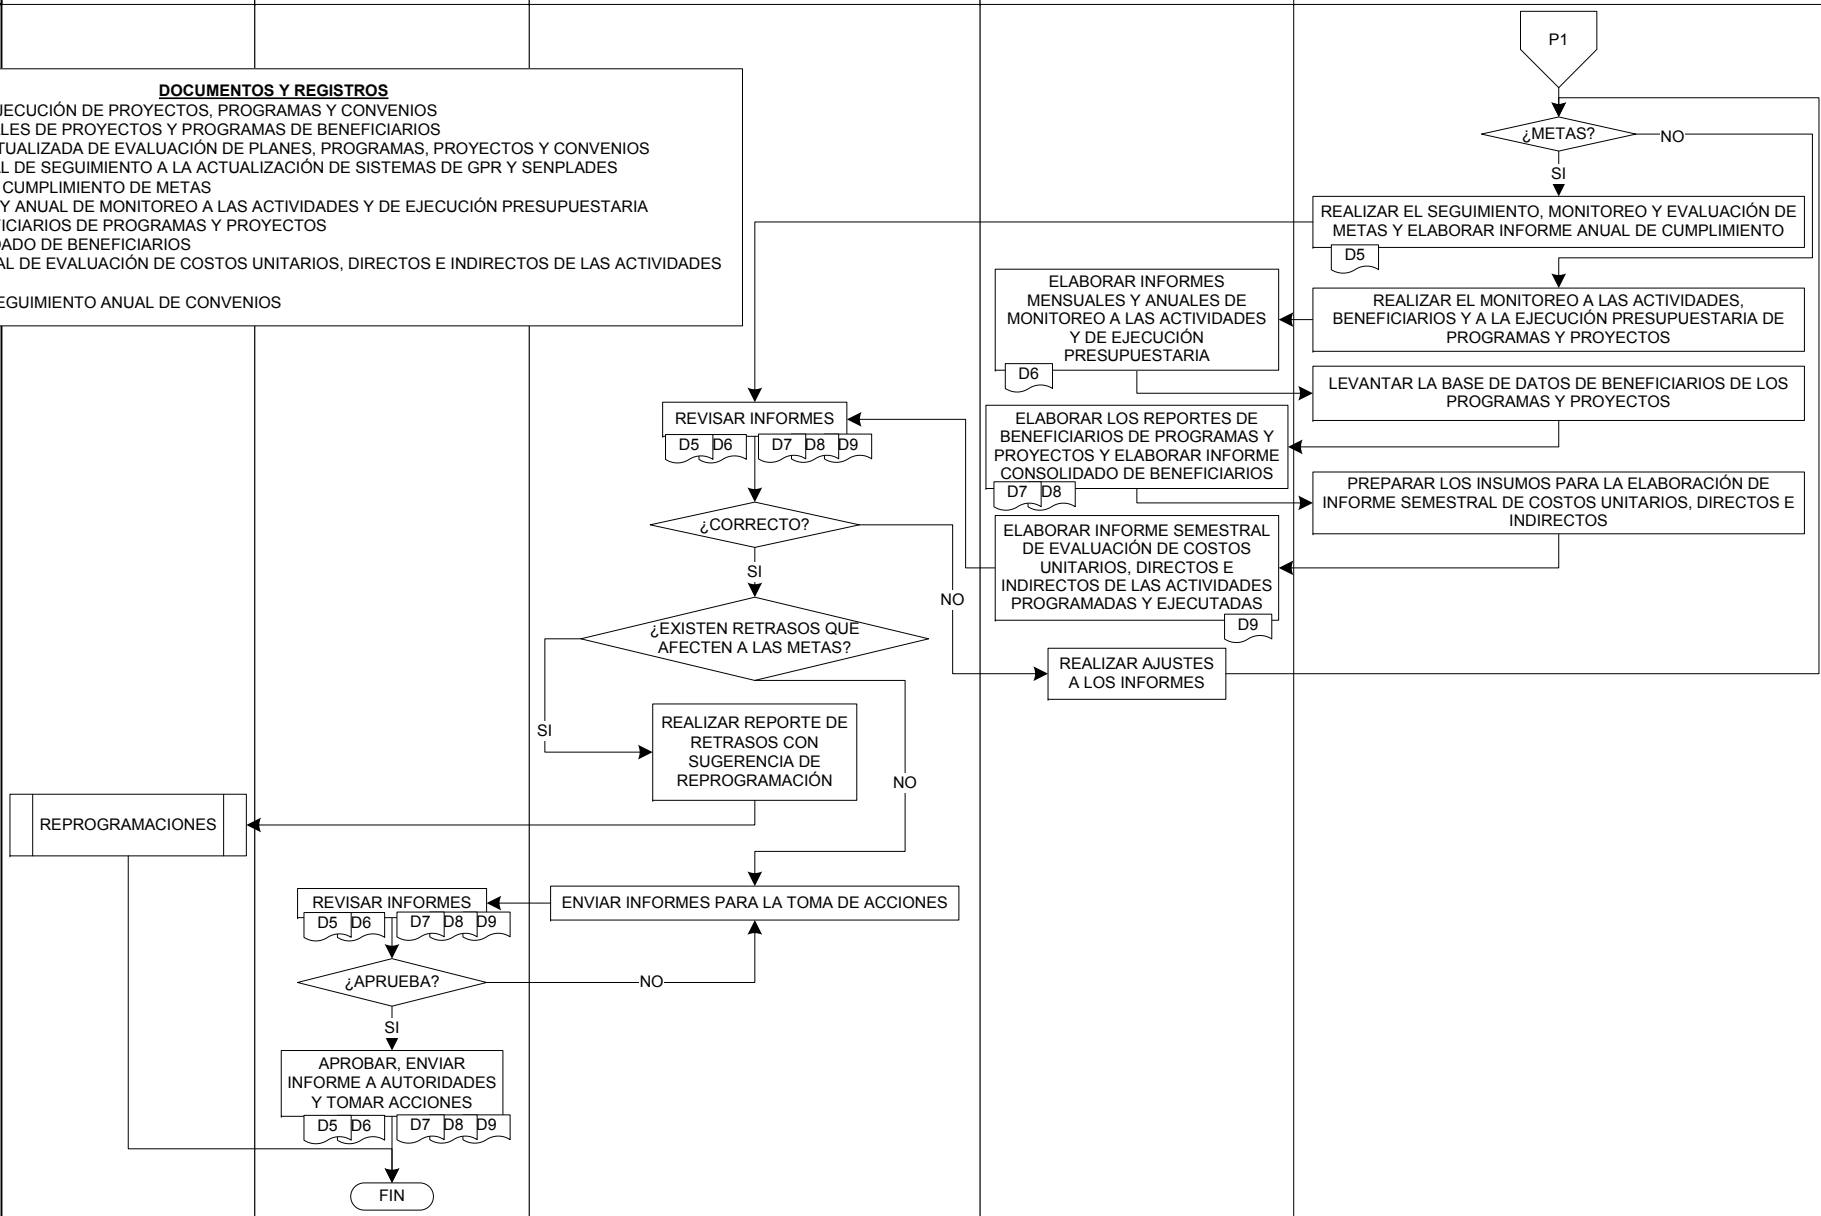 P1
DOCUMENTOS Y REGISTROS
JECUCIÓN DE PROYECTOS, PROGRAMAS Y CONVENIOS
LES DE PROYECTOS Y PROGRAMAS DE BENEFICIARIOS
TUALIZADA DE EVALUACIÓN DE PLANES, PROGRAMAS, PROYECTOS Y CONVENIOS
L DE SEGUIMIENTO A LA ACTUALIZACIÓN DE SISTEMAS DE GPR Y SENPLADES
CUMPLIMIENTO DE METAS
Y ANUAL DE MONITOREO A LAS ACTIVIDADES Y DE EJECUCIÓN PRESUPUESTARIA
FICIARIOS DE PROGRAMAS Y PROYECTOS
DADO DE BENEFICIARIOS
AL DE EVALUACIÓN DE COSTOS UNITARIOS, DIRECTOS E INDIRECTOS DE LAS ACTIVIDADES
EGUIMIENTO ANUAL DE CONVENIOS
¿METAS?
NO
SI
REALIZAR EL SEGUIMIENTO, MONITOREO Y EVALUACIÓN DE
METAS Y ELABORAR INFORME ANUAL DE CUMPLIMIENTO
D5
ELABORAR INFORMES
MENSUALES Y ANUALES DE
MONITOREO A LAS ACTIVIDADES
Y DE EJECUCIÓN
PRESUPUESTARIA
D6
REALIZAR EL MONITOREO A LAS ACTIVIDADES,
BENEFICIARIOS Y A LA EJECUCIÓN PRESUPUESTARIA DE
PROGRAMAS Y PROYECTOS
LEVANTAR LA BASE DE DATOS DE BENEFICIARIOS DE LOS
PROGRAMAS Y PROYECTOS
REVISAR INFORMES
D5 D6 D7 D8 D9
ELABORAR LOS REPORTES DE
BENEFICIARIOS DE PROGRAMAS Y
PROYECTOS Y ELABORAR INFORME
CONSOLIDADO DE BENEFICIARIOS
D7 D8
PREPARAR LOS INSUMOS PARA LA ELABORACIÓN DE
INFORME SEMESTRAL DE COSTOS UNITARIOS, DIRECTOS E
INDIRECTOS
¿CORRECTO?
SI
NO
ELABORAR INFORME SEMESTRAL
DE EVALUACIÓN DE COSTOS
UNITARIOS, DIRECTOS E
INDIRECTOS DE LAS ACTIVIDADES
PROGRAMADAS Y EJECUTADAS
D9
¿EXISTEN RETRASOS QUE
AFECTEN A LAS METAS?
REALIZAR AJUSTES
A LOS INFORMES
SI
REALIZAR REPORTE DE
RETRASOS CON
SUGERENCIA DE
REPROGRAMACIÓN
NO
REPROGRAMACIONES
REVISAR INFORMES
D5 D6 D7 D8 D9
ENVIAR INFORMES PARA LA TOMA DE ACCIONES
¿APRUEBA?
NO
SI
APROBAR, ENVIAR
INFORME A AUTORIDADES
Y TOMAR ACCIONES
D5 D6 D7 D8 D9
FIN